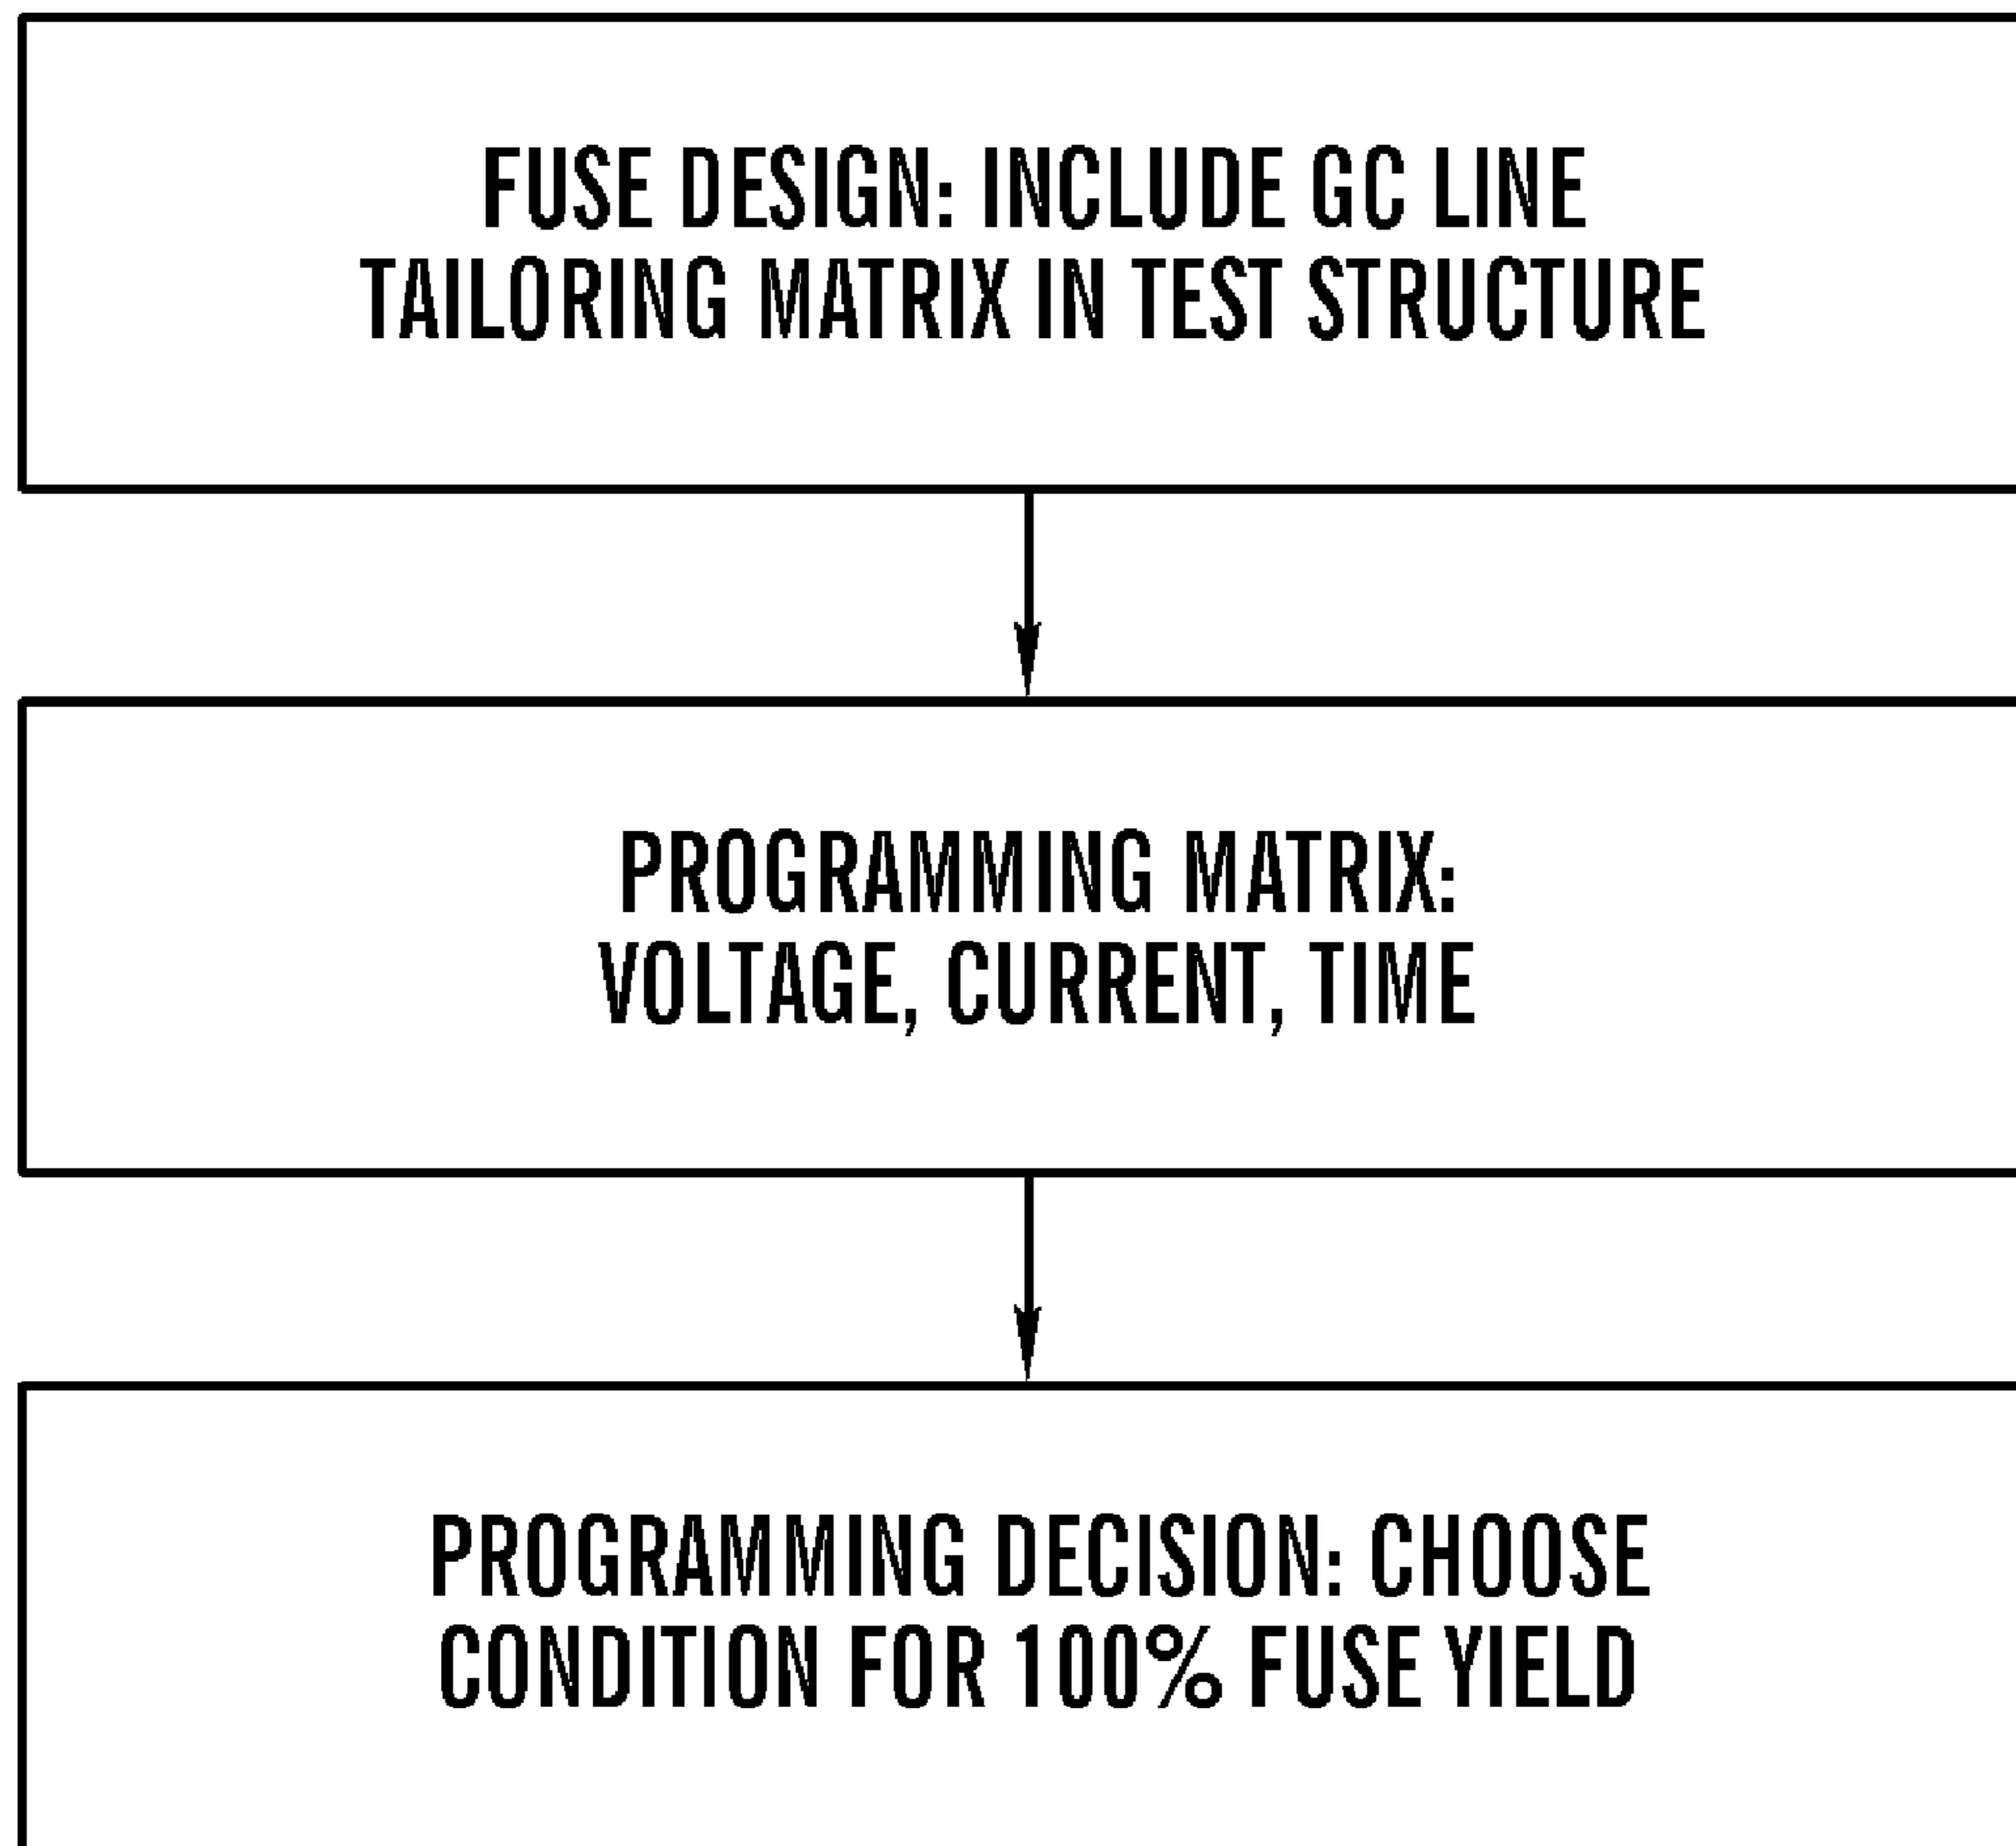 FUSE DESIGN: INCLUDE GC LINE
TAILORING MATRIX IN TEST STRUCTURE
PROGRAMMING MATRIX:
VOLTAGE, CURRENT, TIME
PROGRAMMING DECISION: CHOOSE
CONDITION FOR 100% FUSE YIELD